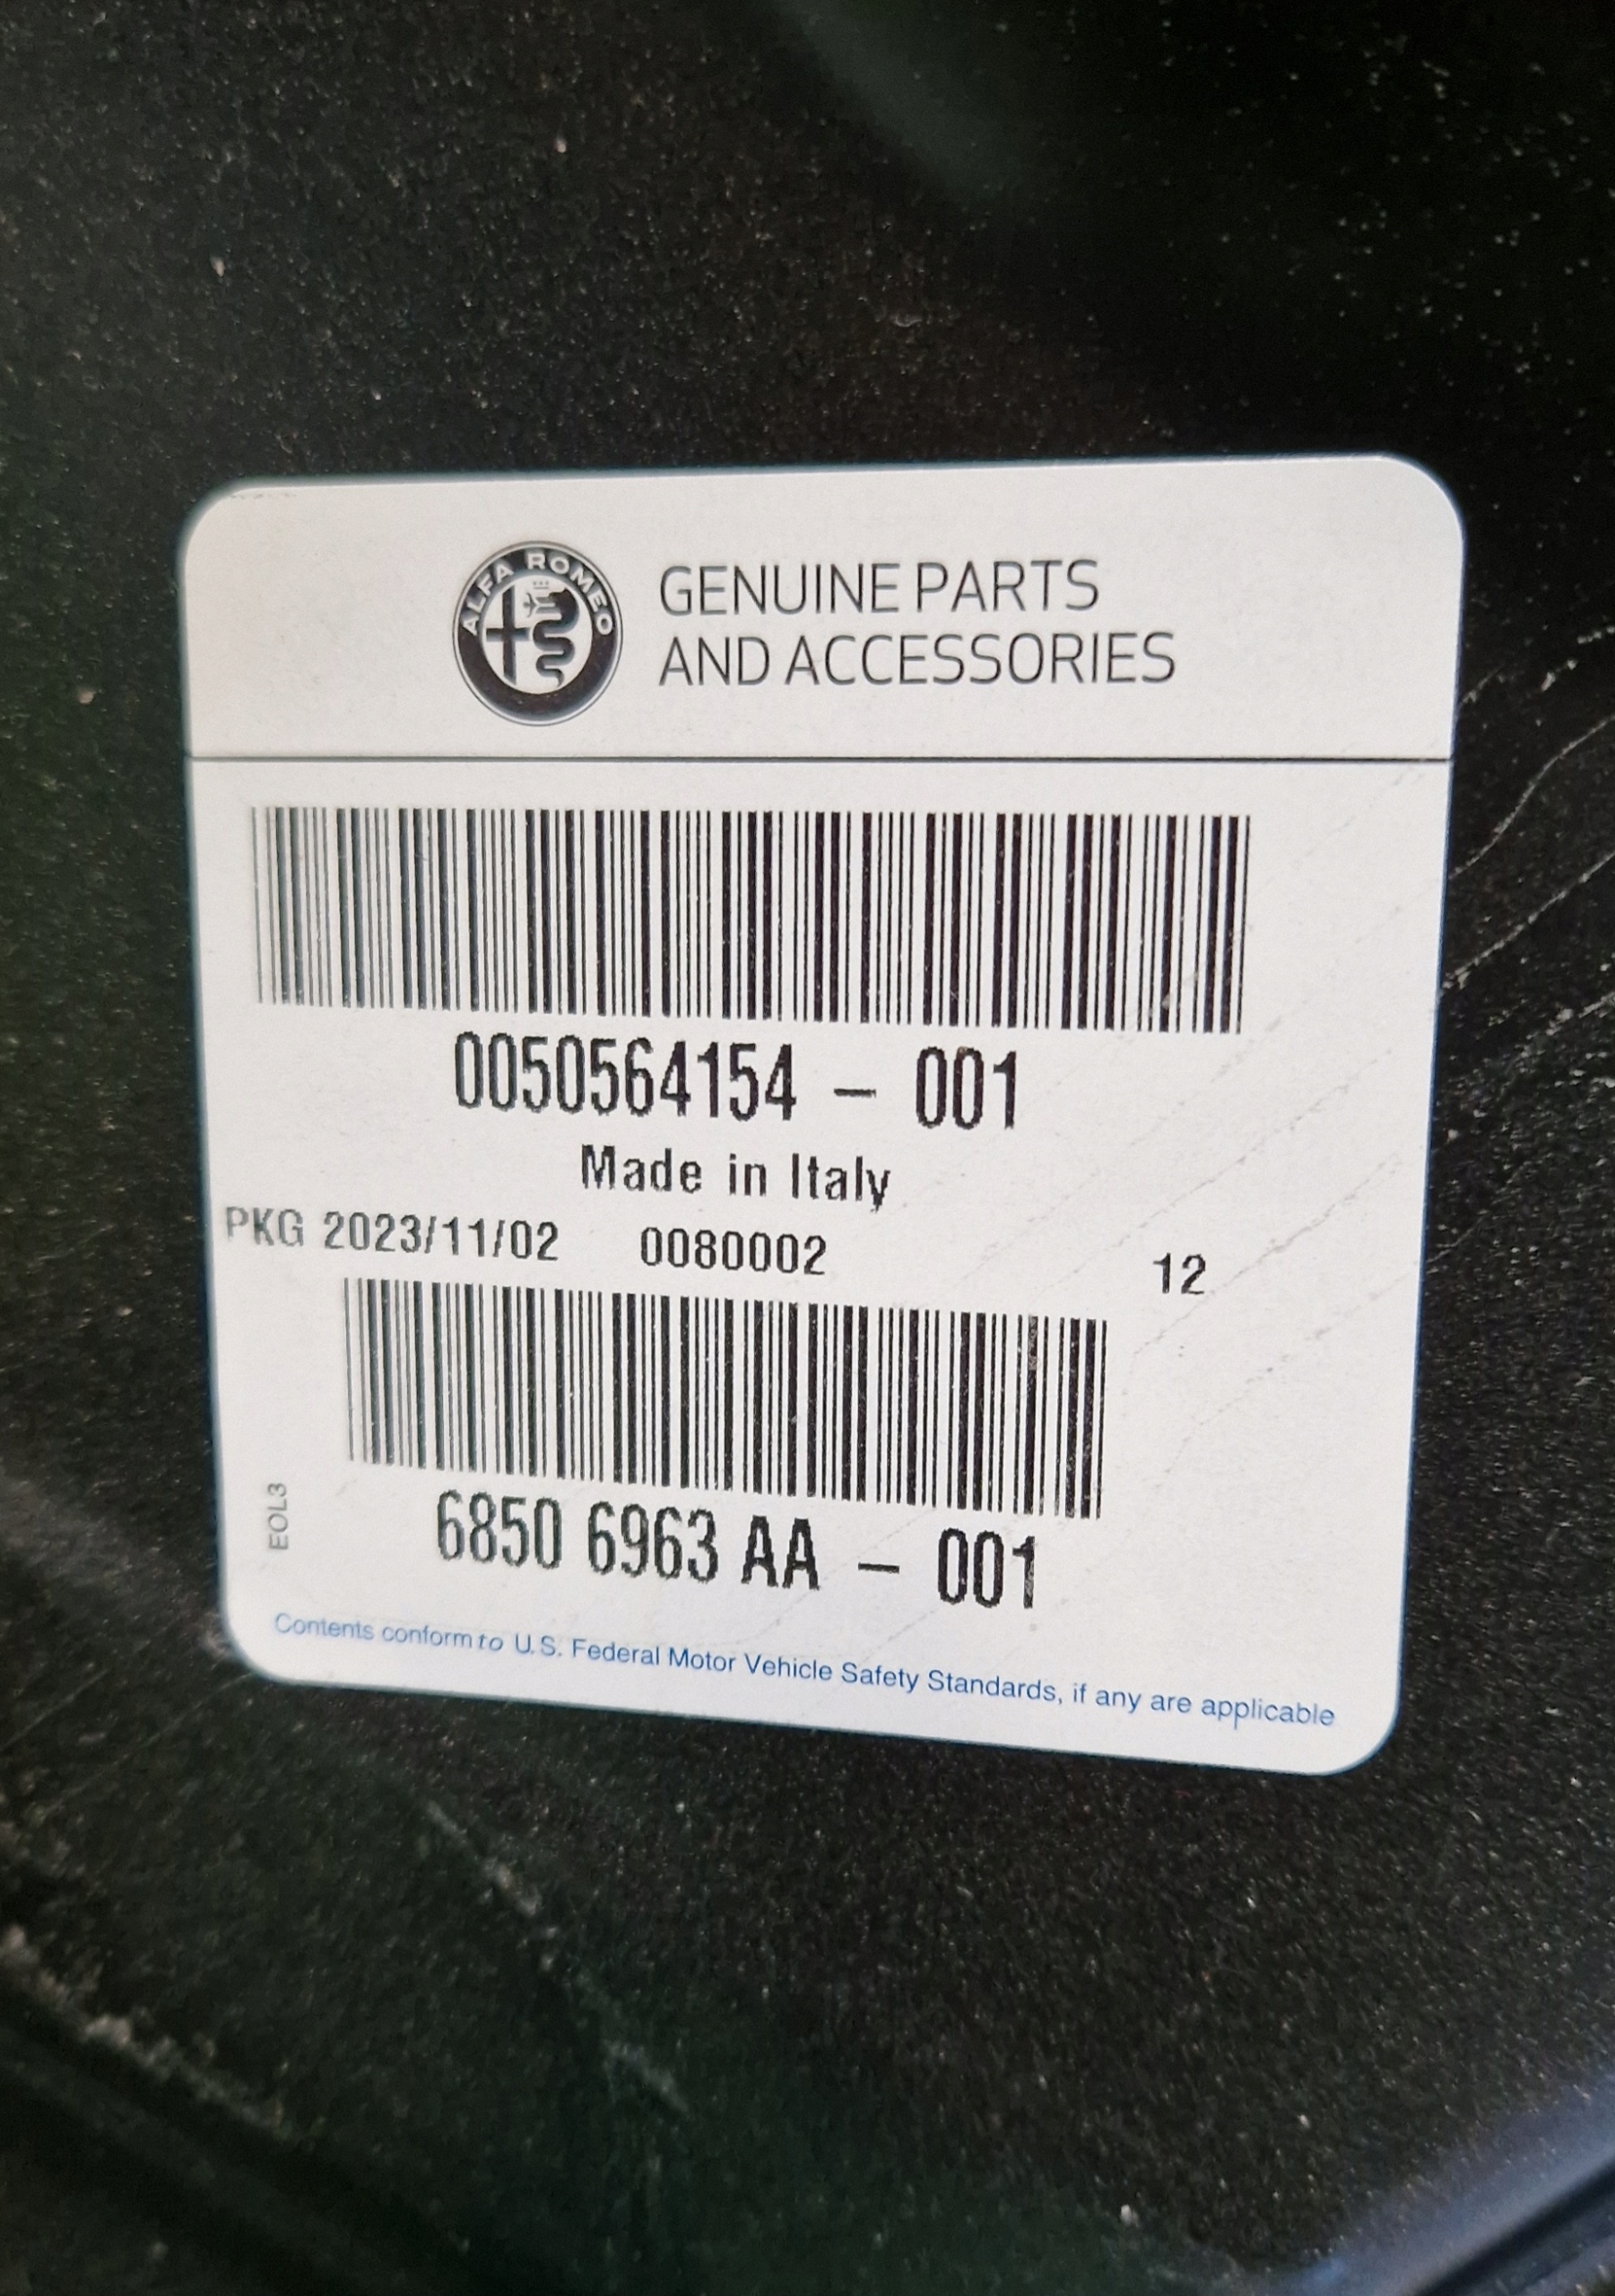 ALFA ROMEO
GENUINE PARTS
AND ACCESSORIES
0050564154 – 001
Made in Italy
PKG 2023/11/02 0080002 12
EOL3
6850 6963 AA – 001
Contents conform to U.S. Federal Motor Vehicle Safety Standards, if any are applicable